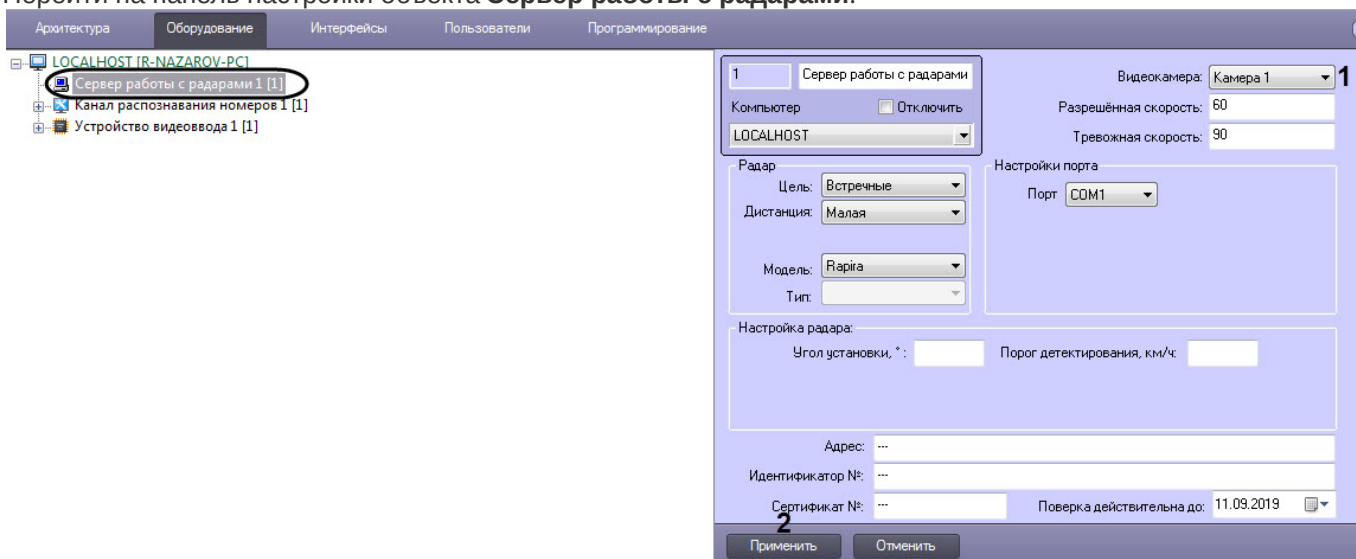 Перейти на панель настройки объекта Сервер работы с радарами.
Архитектура Оборудование Интерфейсы Пользователи Программирование
LOCALHOST [R-NAZAROV-PC]
Сервер работы с радарами 1 [1]
Канал распознавания номеров 1 [1]
Устройство видеоввода 1 [1]
1 Сервер работы с радарами
Компьютер Отключить
LOCALHOST
Видеокамера: Камера 1 1
Разрешённая скорость: 60
Тревожная скорость: 90
Радар
Цель: Встречные
Дистанция: Малая
Модель: Rapira
Тип:
Настройки порта
Порт COM1
Настройка радара:
Угол установки, ° : Порог детектирования, км/ч:
Адрес: ---
Идентификатор №: ---
Сертификат №: --- Поверка действительна до: 11.09.2019
2
Применить Отменить